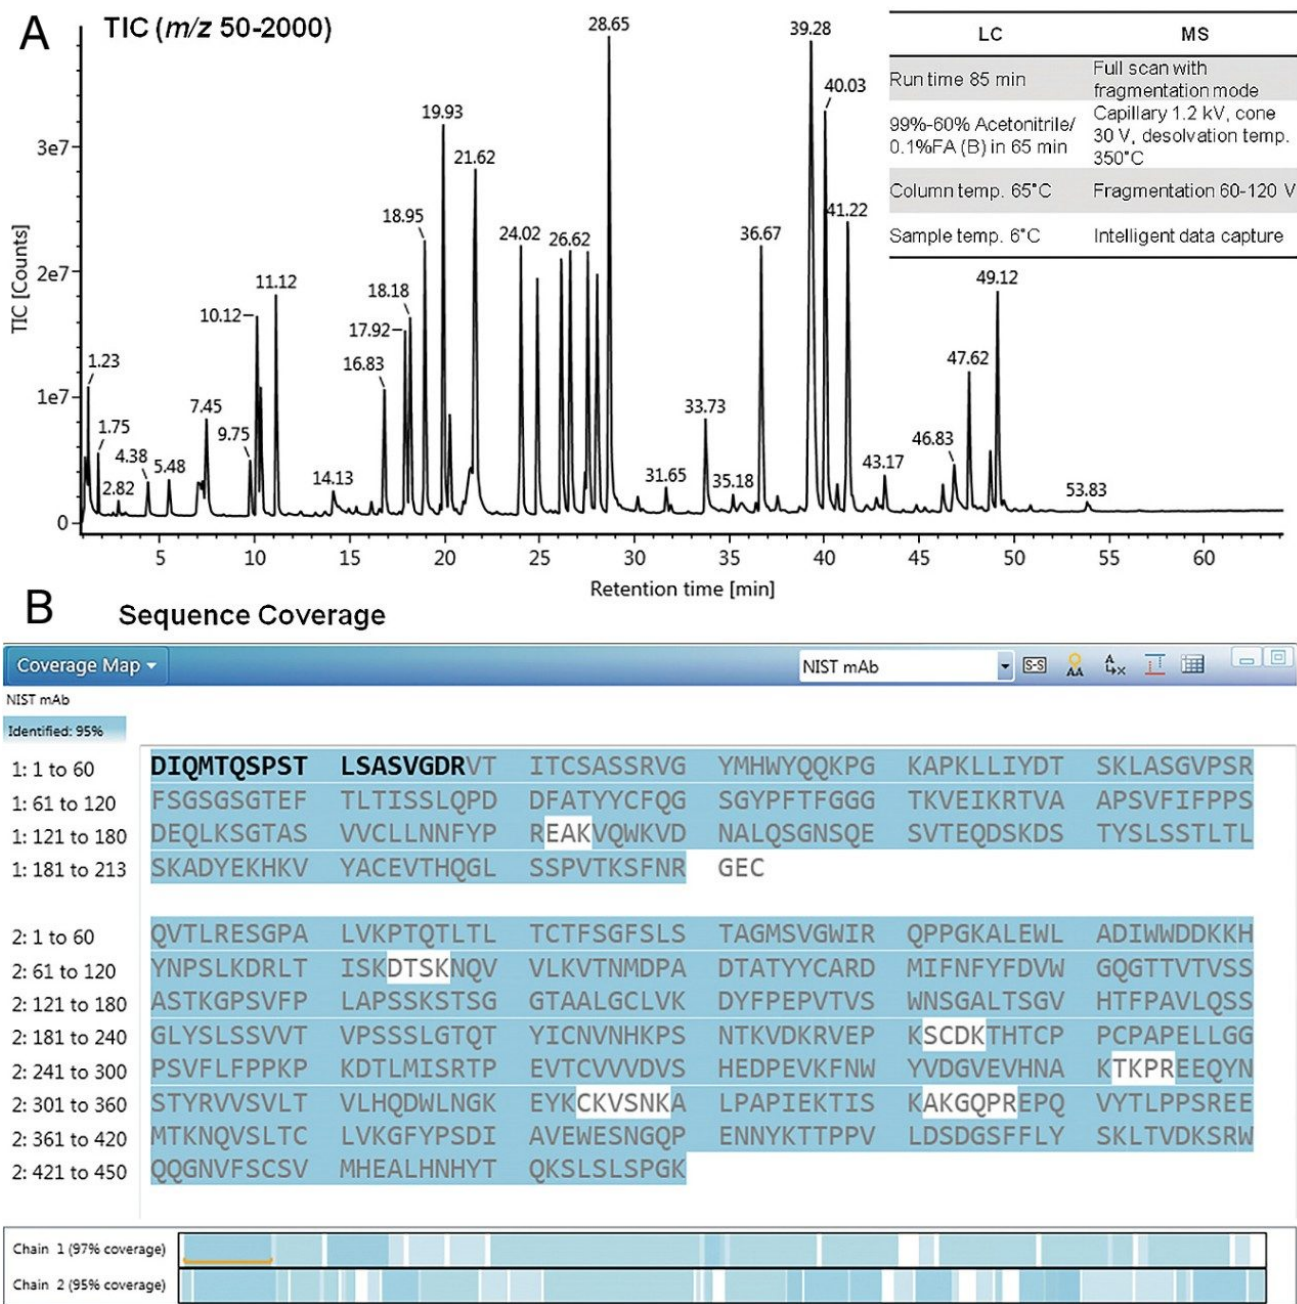 A TIC (m/z 50-2000)
TIC [Counts]
3e7
2e7
1e7
0
1.23
1.75
2.82
4.38
5.48
7.45
9.75
10.12
11.12
14.13
16.83
17.92
18.18
18.95
19.93
21.62
24.02
26.62
28.65
31.65
33.73
35.18
36.67
39.28
40.03
41.22
43.17
46.83
47.62
49.12
53.83
5 10 15 20 25 30 35 40 45 50 55 60
Retention time [min]
LC MS
Run time 85 min Full scan with
fragmentation mode
99%-60% Acetonitrile/
0.1%FA (B) in 65 min
Capillary 1.2 kV, cone
30 V, desolvation temp.
350°C
Column temp. 65°C Fragmentation 60-120 V
Sample temp. 6°C Intelligent data capture
B Sequence Coverage
Coverage Map NIST mAb S-S AA A x
NIST mAb
Identified: 95%
1: 1 to 60 DIQMTQSPST LSASVGDRVT ITCSASSRVG YMHWYQQKPG KAPKLLIYDT SKLASGVPSR
1: 61 to 120 FSGSGSGTEF TLTISSLQPD DFATYYCFQG SGYPFTFGGG TKVEIKRTVA APSVFIFPPS
1: 121 to 180 DEQLKSGTAS VVCLLNNFYP REAKVQWKVD NALQSGNSQE SVTEQDSKDS TYSLSSTLTL
1: 181 to 213 SKADYEKHKV YACEVTHQGL SSPVTKSFNR GEC
2: 1 to 60 QVTLRESGPA LVKPTQTLTL TCTFSGFSLS TAGMSVGWIR QPPGKALEWL ADIWWDDKKH
2: 61 to 120 YNPSLKDRLT ISKDTSKNQV VLKVTNMDPA DTATYYCARD MIFNFYFDVW GQGTTVTVSS
2: 121 to 180 ASTKGPSVFP LAPSSKSTSG GTAALGCLVK DYFPEPVTVS WNSGALTSGV HTFPAVLQSS
2: 181 to 240 GLYSLSSVVT VPSSSLGTQT YICNVNHKPS NTKVDKRVEP KSCDKTHTCP PCPAPELLGG
2: 241 to 300 PSVFLFPPKP KDTLMISRTP EVTCVVVDVS HEDPEVKFNW YVDGVEVHNA KTKPREEQYN
2: 301 to 360 STYRVVSVLT VLHQDWLNGK EYKCKVSNKA LPAPIEKTIS KAKGQPREPQ VYTLPPSREE
2: 361 to 420 MTKNQVSLTC LVKGFYPSDI AVEWESNGQP ENNYKTTPPV LDSDGSFFLY SKLTVDKSRW
2: 421 to 450 QQGNVFSCSV MHEALHNHYT QKSLSLSPGK
Chain 1 (97% coverage)
Chain 2 (95% coverage)